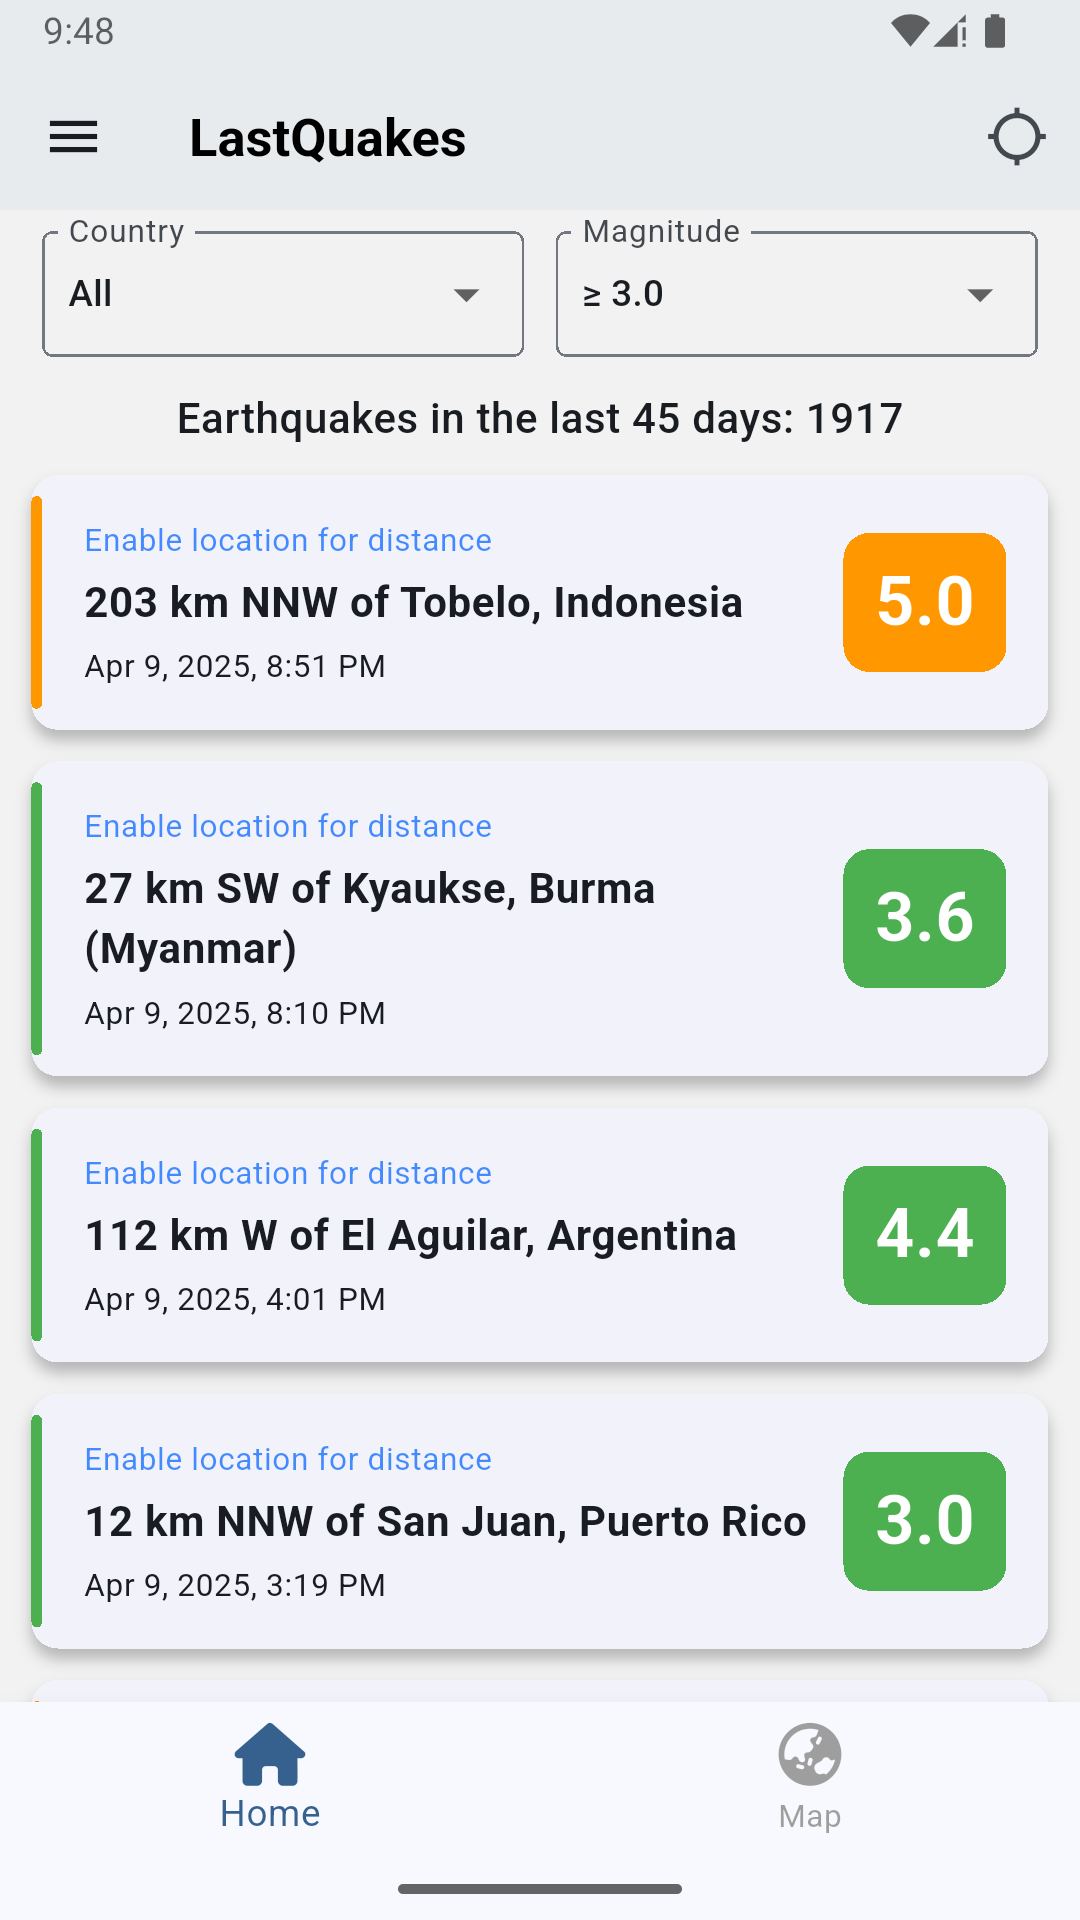 9:48
LastQuakes
Country
Magnitude
All
≥ 3.0
Earthquakes in the last 45 days: 1917
Enable location for distance
203 km NNW of Tobelo, Indonesia
Apr 9, 2025, 8:51 PM
5.0
Enable location for distance
27 km SW of Kyaukse, Burma
(Myanmar)
Apr 9, 2025, 8:10 PM
3.6
Enable location for distance
112 km W of El Aguilar, Argentina
Apr 9, 2025, 4:01 PM
4.4
Enable location for distance
12 km NNW of San Juan, Puerto Rico
Apr 9, 2025, 3:19 PM
3.0
Home
Map